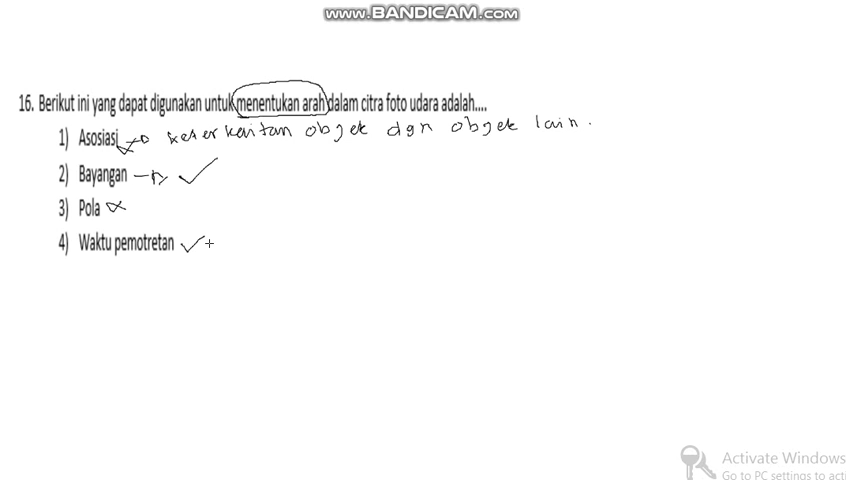 www.BANDICAM.com
16. Berikut ini yang dapat digunakan untuk menentukan arah dalam citra foto udara adalah....
1) Asosiasi keterkaitan objek dgn objek lain.
2) Bayangan
3) Pola
4) Waktu pemotretan
Activate Windows
Go to PC settings to acti